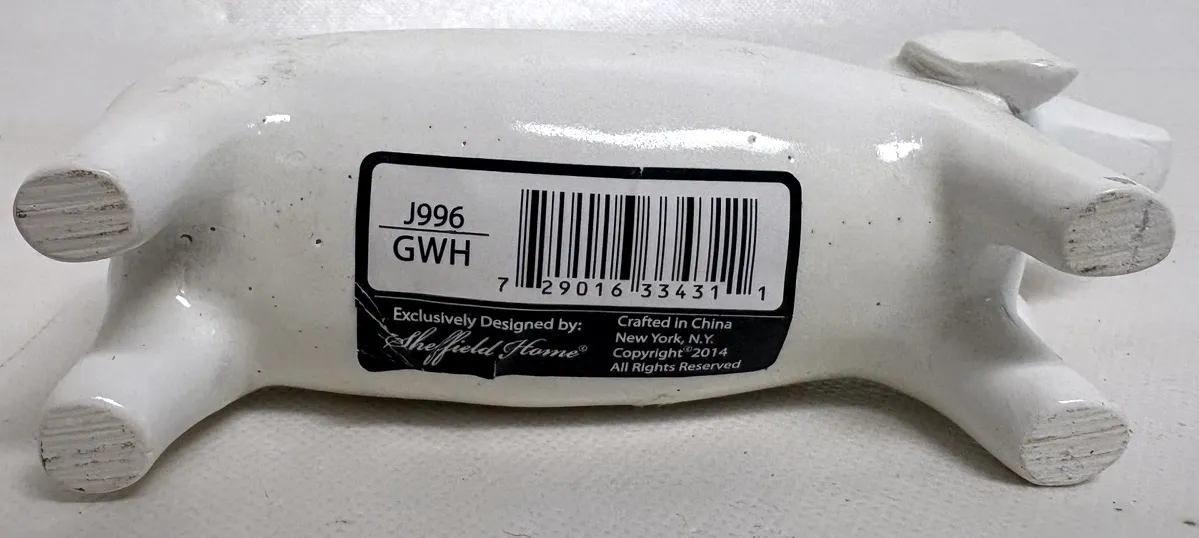 J996
GWH
7 29016 33431 1
Exclusively Designed by:
Sheffield Home®
Crafted in China
New York, N.Y.
Copyright©2014
All Rights Reserved